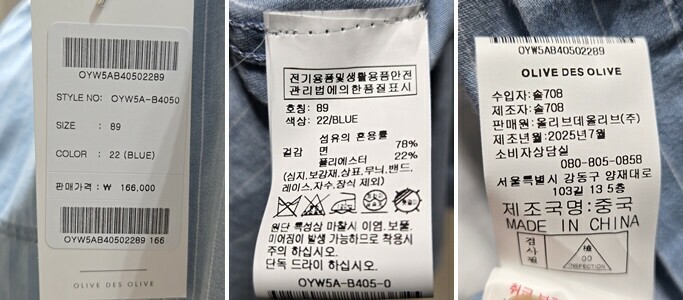 OYW5AB40502289
STYLE NO: OYW5A-B4050
SIZE : 89
COLOR : 22 (BLUE)
판매가격 : ₩ 166,000
OYW5AB40502289 166
OLIVE DES OLIVE
전기용품및생활용품안전
관리법에의한품질표시
호칭: 89
색상: 22/BLUE
섬유의 혼용률
겉감 면 78%
폴리에스터 22%
(심지,보강재,상표,무늬,밴드,
레이스,자수,장식 제외)
원단 특성상 마찰시 이염.보풀.
미어짐이 발생 가능하므로 착용시
주의 하십시오.
단독 드라이 하십시오.
OYW5A-B405-0
OYW5AB40502289
OLIVE DES OLIVE
수입자:솔708
제조자:솔708
판매원:올리브데올리브(주)
제조년월:2025년7월
소비자상담실
080-805-0858
서울특별시 강동구 양재대로
103길 13 5층
제조국명:중국
MADE IN CHINA
검사필
INSPECTION